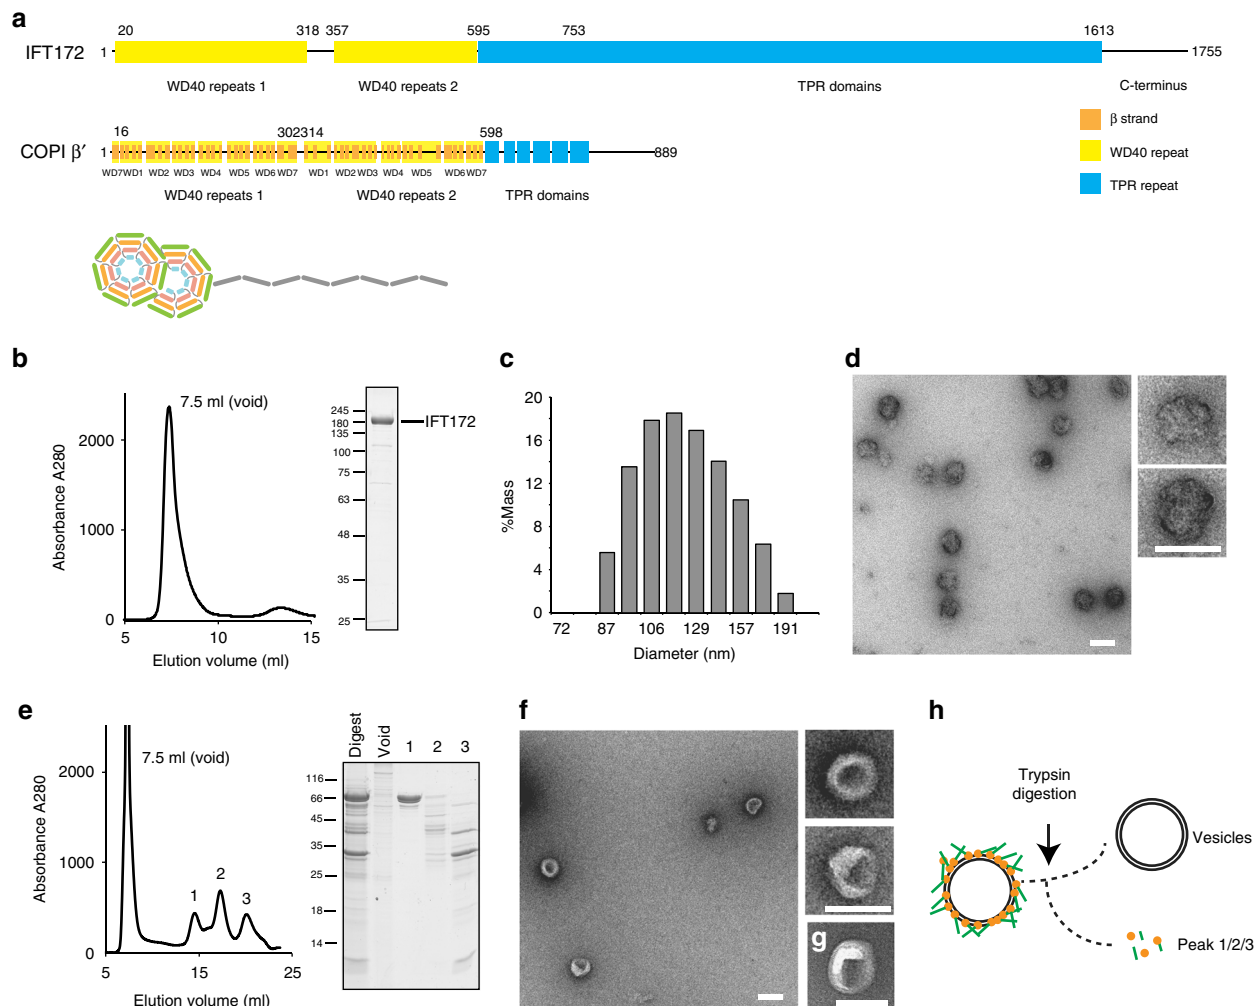 a
20 318 357 595 753 1613
IFT172 1 1755
WD40 repeats 1 WD40 repeats 2 TPR domains C-terminus
β strand
WD40 repeat
TPR repeat
16 302 314 598
COPI β′ 1 889
WD7 WD1 WD2 WD3 WD4 WD5 WD6 WD7 WD1 WD2 WD3 WD4 WD5 WD6 WD7
WD40 repeats 1 WD40 repeats 2 TPR domains
b
7.5 ml (void)
Absorbance A280
2000
1000
0
5 10 15
Elution volume (ml)
245
180
135
100
75
63
48
35
25
IFT172
c
%Mass
20
16
12
8
4
0
72 87 106 129 157 191
Diameter (nm)
d
e
7.5 ml (void)
Absorbance A280
2000
1000
0
1 2 3
5 15 25
Elution volume (ml)
Digest Void 1 2 3
116
66
45
35
25
18
14
f
g
h
Trypsin
digestion
Vesicles
Peak 1/2/3